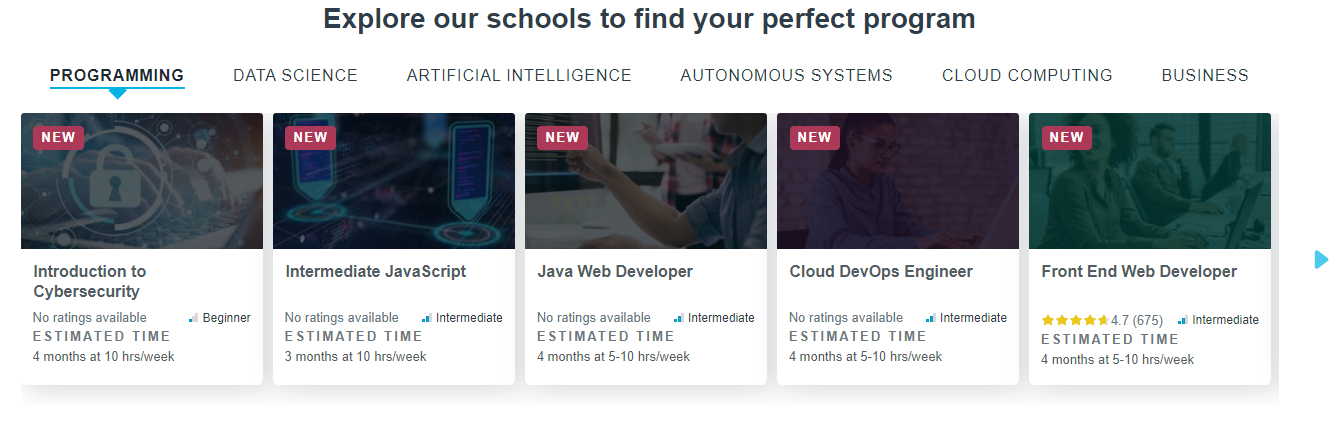 Explore our schools to find your perfect program
PROGRAMMING
DATA SCIENCE
ARTIFICIAL INTELLIGENCE
AUTONOMOUS SYSTEMS
CLOUD COMPUTING
BUSINESS
NEW
Introduction to
Cybersecurity
No ratings available
Beginner
ESTIMATED TIME
4 months at 10 hrs/week
NEW
Intermediate JavaScript
No ratings available
Intermediate
ESTIMATED TIME
3 months at 10 hrs/week
NEW
Java Web Developer
No ratings available
Intermediate
ESTIMATED TIME
4 months at 5-10 hrs/week
NEW
Cloud DevOps Engineer
No ratings available
Intermediate
ESTIMATED TIME
4 months at 5-10 hrs/week
NEW
Front End Web Developer
4.7 (675)
Intermediate
ESTIMATED TIME
4 months at 5-10 hrs/week